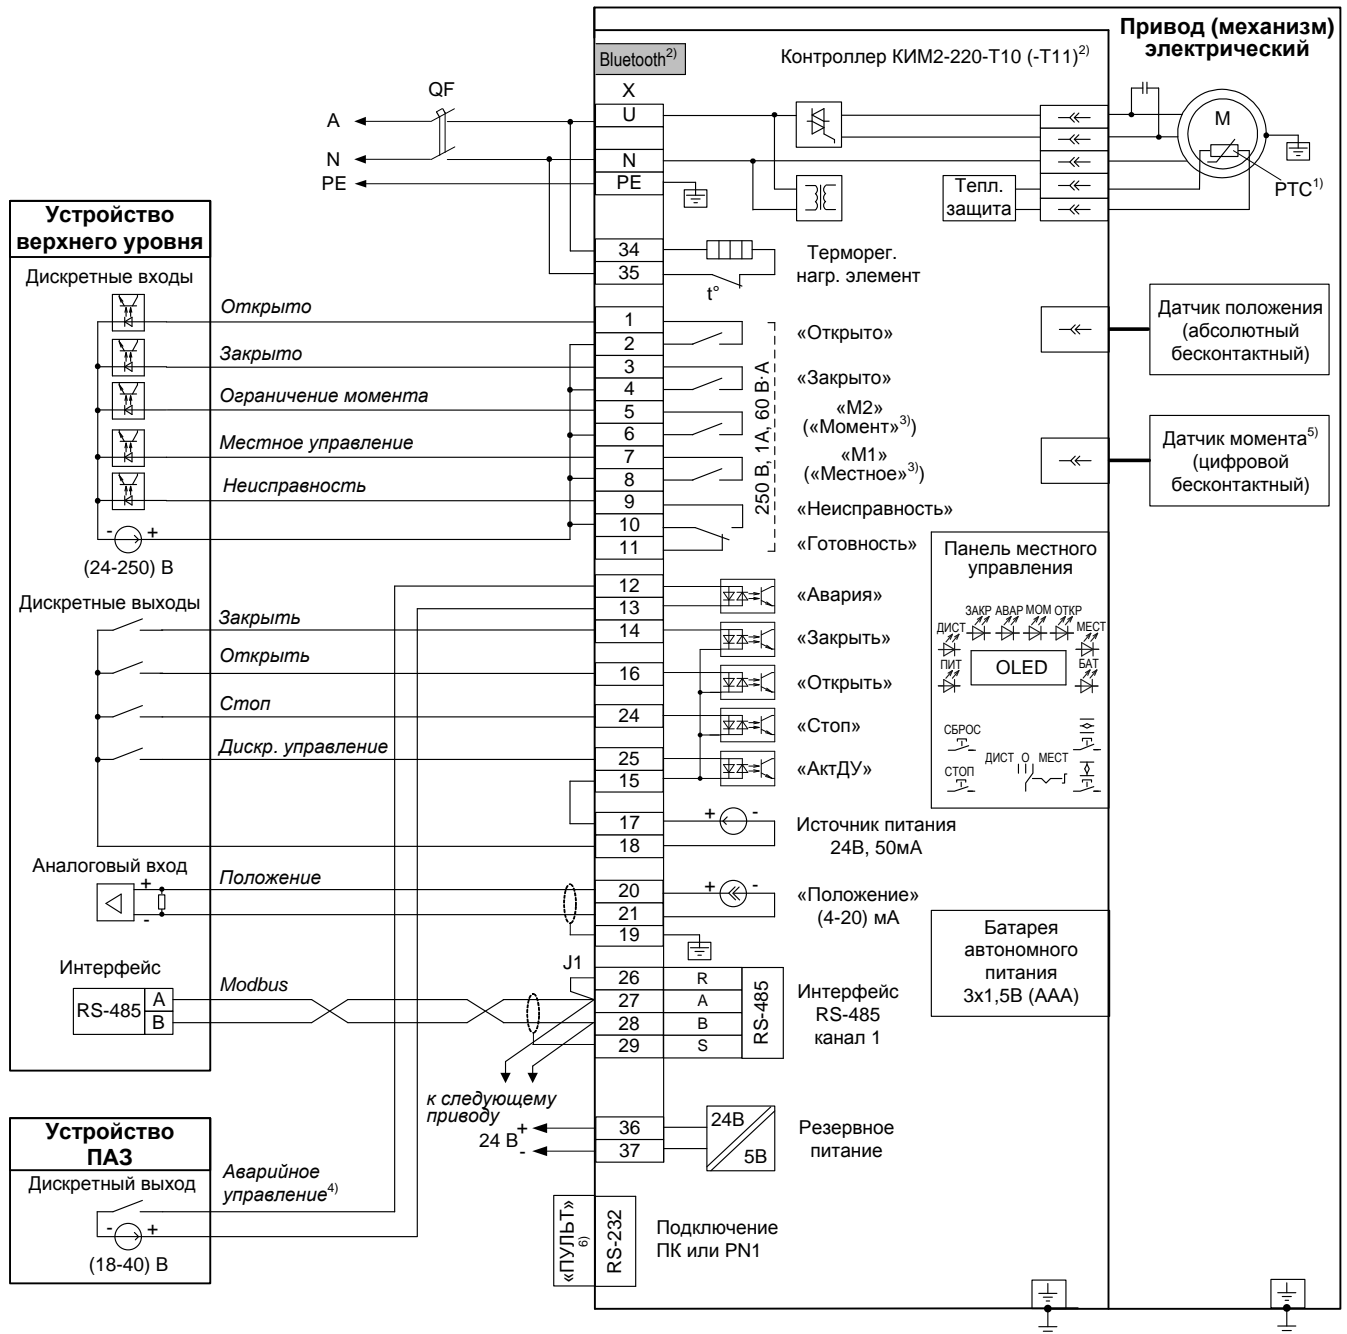 Привод (механизм)
электрический
Bluetooth2)
Контроллер КИМ2-220-Т10 (-Т11)2)
X
QF
A
U
N
N
PE
PE
M
Тепл.
защита
PTC1)
Устройство
верхнего уровня
Дискретные входы
34
35
t°
Терморег.
нагр. элемент
Открыто
Закрыто
Ограничение момента
Местное управление
Неисправность
- +
(24-250) В
1
2
3
4
5
6
7
8
9
10
11
250 В, 1А, 60 В·А
«Открыто»
«Закрыто»
«М2»
(«Момент»3))
«М1»
(«Местное»3))
«Неисправность»
«Готовность»
Датчик положения
(абсолютный
бесконтактный)
Датчик момента5)
(цифровой
бесконтактный)
Панель местного
управления
ЗАКР АВАР МОМ ОТКР
ДИСТ
МЕСТ
ПИТ
OLED
БАТ
СБРОС
ДИСТ О МЕСТ
СТОП
Дискретные выходы
Закрыть
Открыть
Стоп
Дискр. управление
12
13
14
16
24
25
15
17
18
«Авария»
«Закрыть»
«Открыть»
«Стоп»
«АктДУ»
+ -
Источник питания
24В, 50мА
Аналоговый вход
+
-
Положение
20
21
19
+ -
«Положение»
(4-20) мА
Батарея
автономного
питания
3х1,5В (ААА)
Интерфейс
RS-485
A
B
Modbus
J1
26
27
28
29
R
A
B
S
RS-485
Интерфейс
RS-485
канал 1
к следующему
приводу
24 В
+
-
36
37
24В
5В
Резервное
питание
Устройство
ПАЗ
Дискретный выход
- +
(18-40) В
Аварийное
управление4)
«ПУЛЬТ»
6)
RS-232
Подключение
ПК или PN1